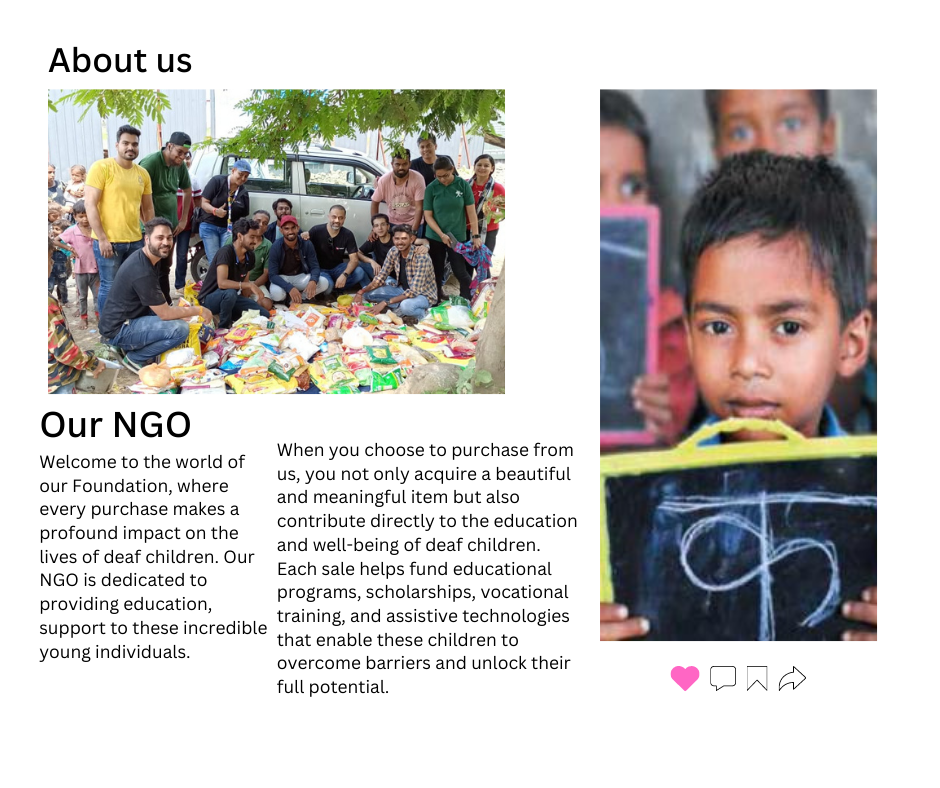 About us
Our NGO
Welcome to the world of
our Foundation, where
every purchase makes a
profound impact on the
lives of deaf children. Our
NGO is dedicated to
providing education,
support to these incredible
young individuals.
When you choose to purchase from
us, you not only acquire a beautiful
and meaningful item but also
contribute directly to the education
and well-being of deaf children.
Each sale helps fund educational
programs, scholarships, vocational
training, and assistive technologies
that enable these children to
overcome barriers and unlock their
full potential.
क